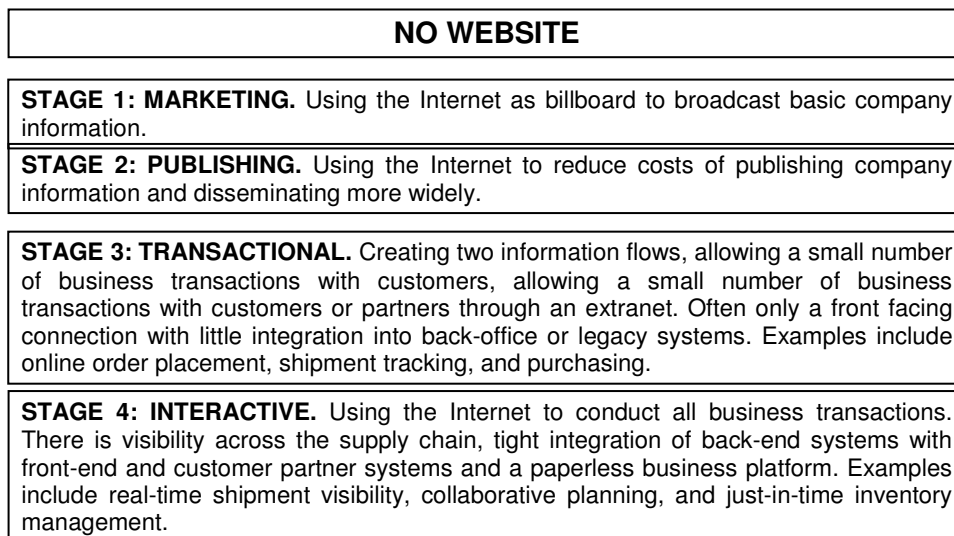 NO WEBSITE
STAGE 1: MARKETING. Using the Internet as billboard to broadcast basic company
information.
STAGE 2: PUBLISHING. Using the Internet to reduce costs of publishing company
information and disseminating more widely.
STAGE 3: TRANSACTIONAL. Creating two information flows, allowing a small number
of business transactions with customers, allowing a small number of business
transactions with customers or partners through an extranet. Often only a front facing
connection with little integration into back-office or legacy systems. Examples include
online order placement, shipment tracking, and purchasing.
STAGE 4: INTERACTIVE. Using the Internet to conduct all business transactions.
There is visibility across the supply chain, tight integration of back-end systems with
front-end and customer partner systems and a paperless business platform. Examples
include real-time shipment visibility, collaborative planning, and just-in-time inventory
management.